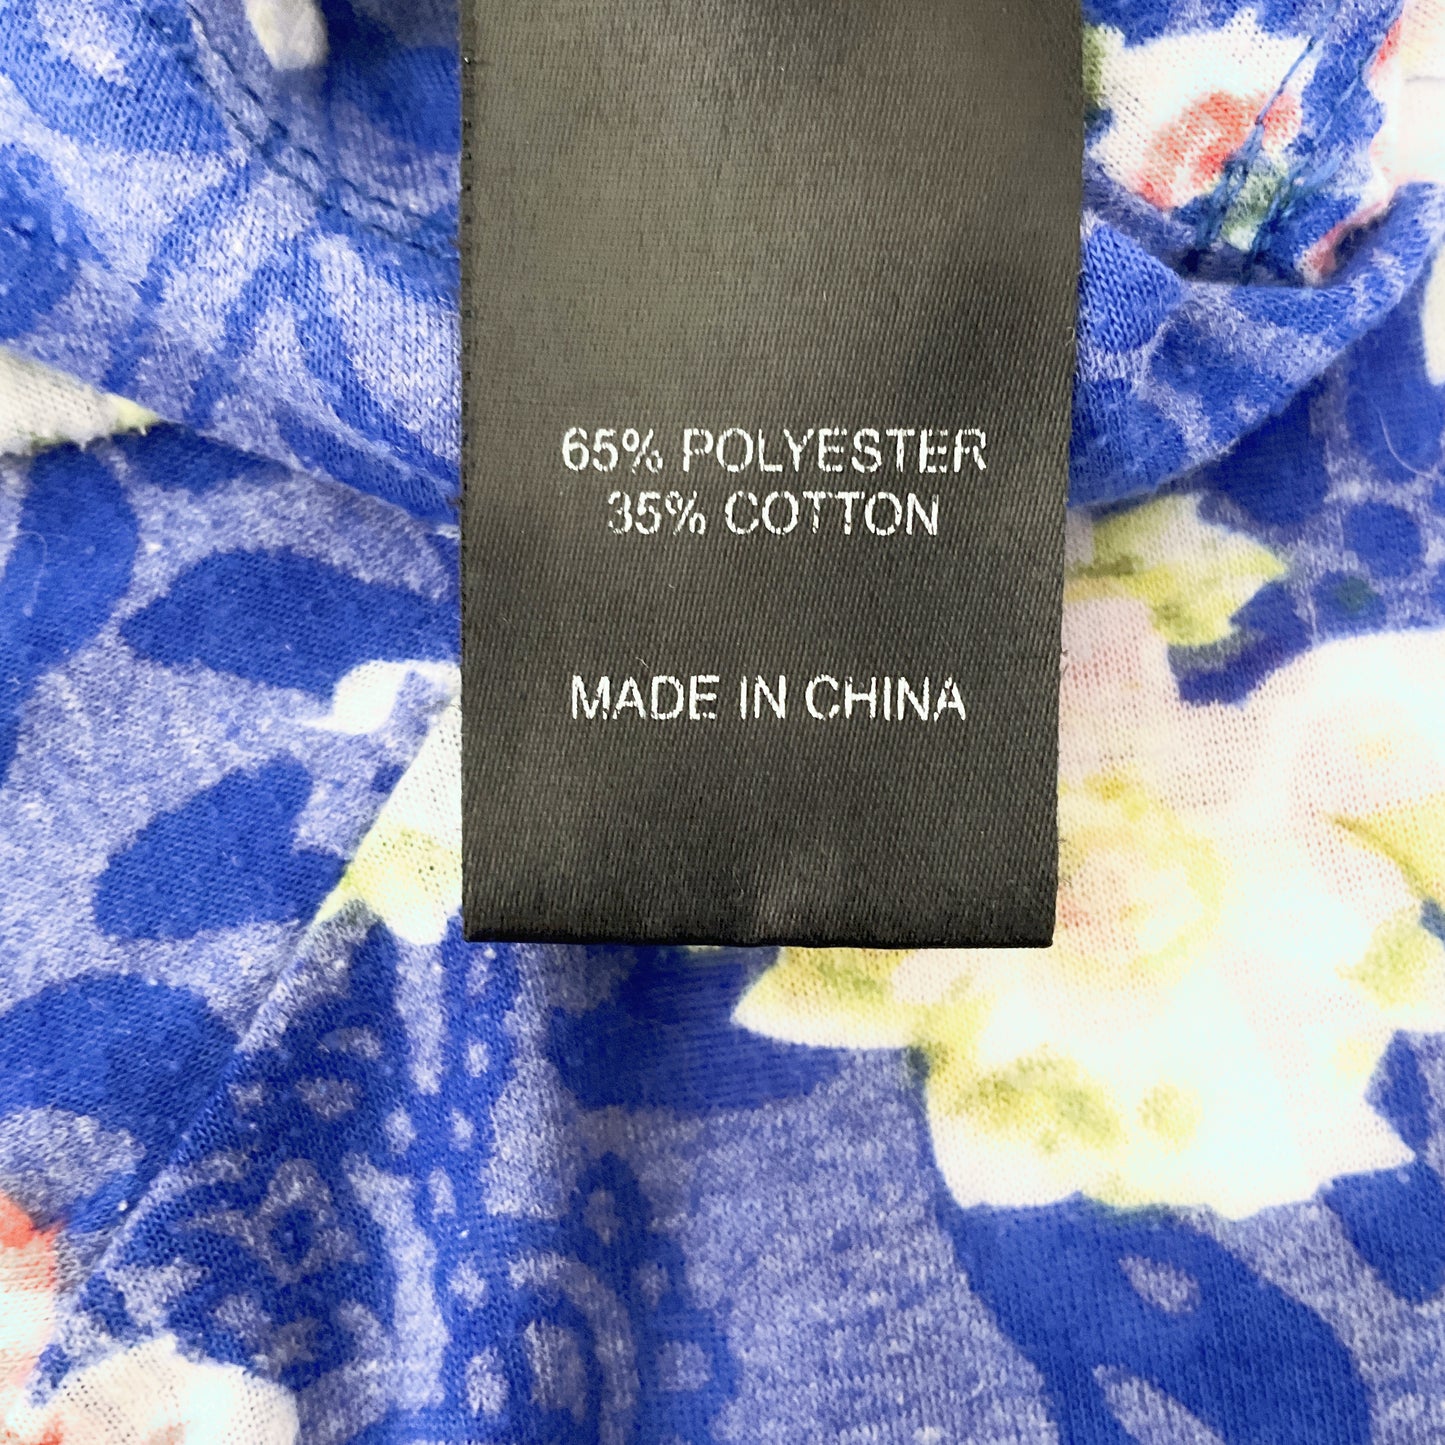 65% POLYESTER
35% COTTON
MADE IN CHINA